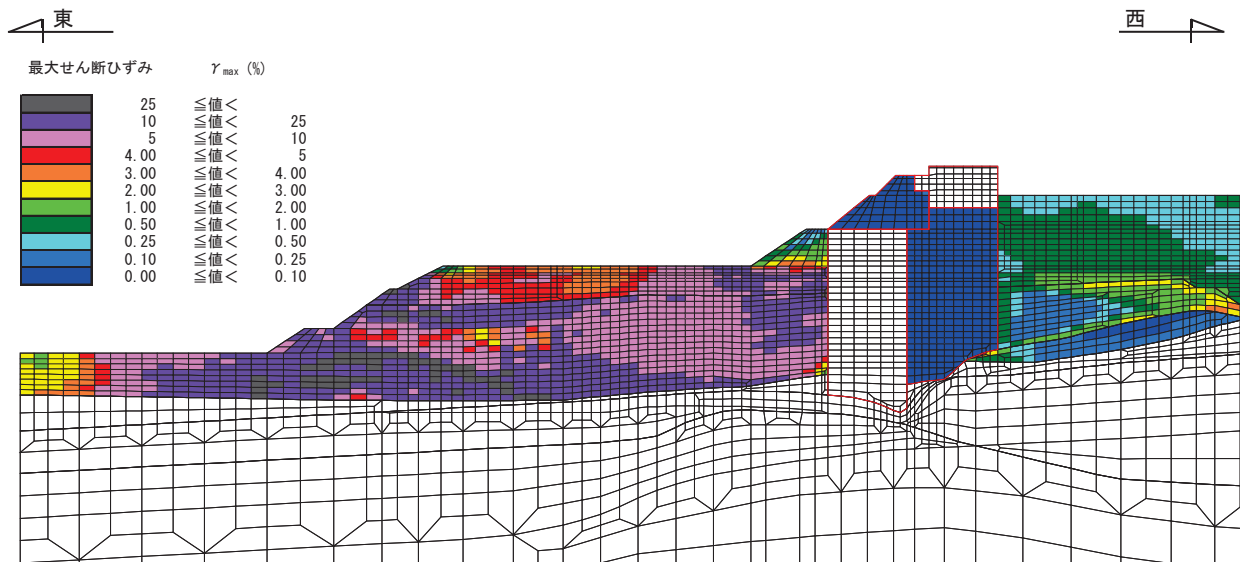 東
西
最大せん断ひずみ γmax (%)
25 ≦値<
10 ≦値< 25
5 ≦値< 10
4.00 ≦値< 5
3.00 ≦値< 4.00
2.00 ≦値< 3.00
1.00 ≦値< 2.00
0.50 ≦値< 1.00
0.25 ≦値< 0.50
0.10 ≦値< 0.25
0.00 ≦値< 0.10